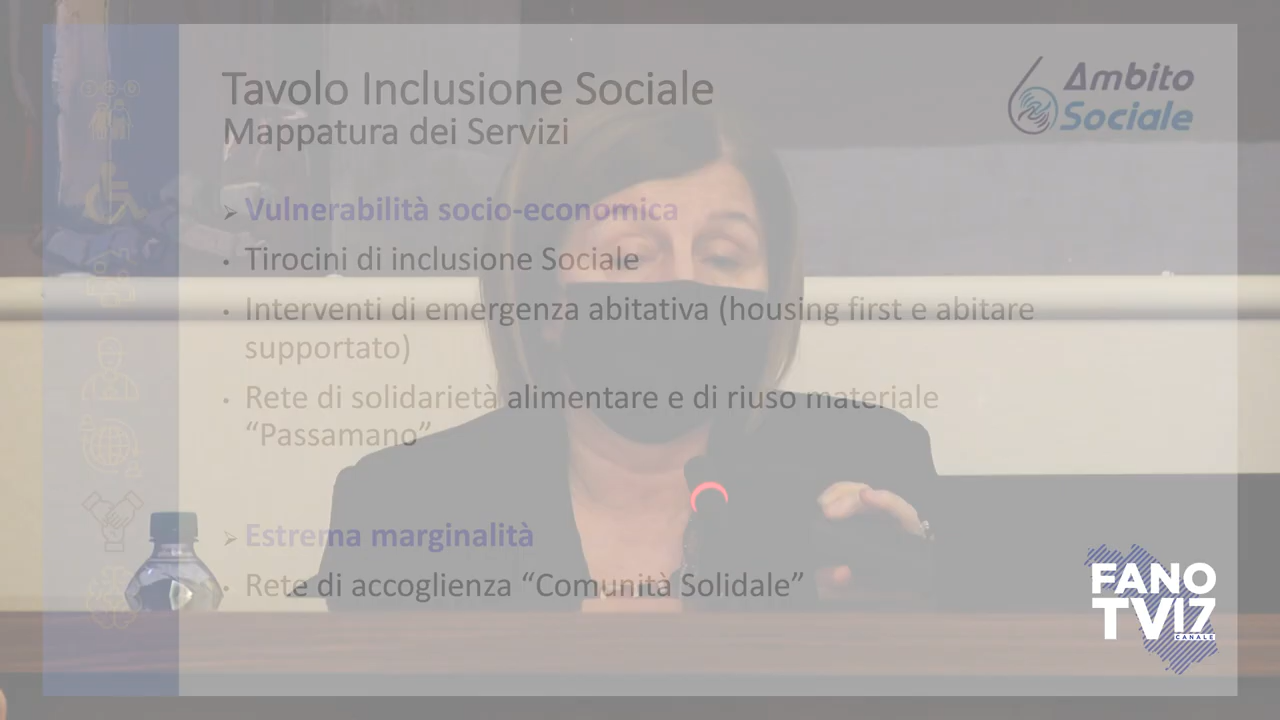 Tavolo Inclusione Sociale
Mappatura dei Servizi
6 Ambito
Sociale
➢ Vulnerabilità socio-economica
• Tirocini di inclusione Sociale
• Interventi di emergenza abitativa (housing first e abitare
supportato)
• Rete di solidarietà alimentare e di riuso materiale
“Passamano”
➢ Estrema marginalità
• Rete di accoglienza “Comunità Solidale”
FANO
TV17
CANALE